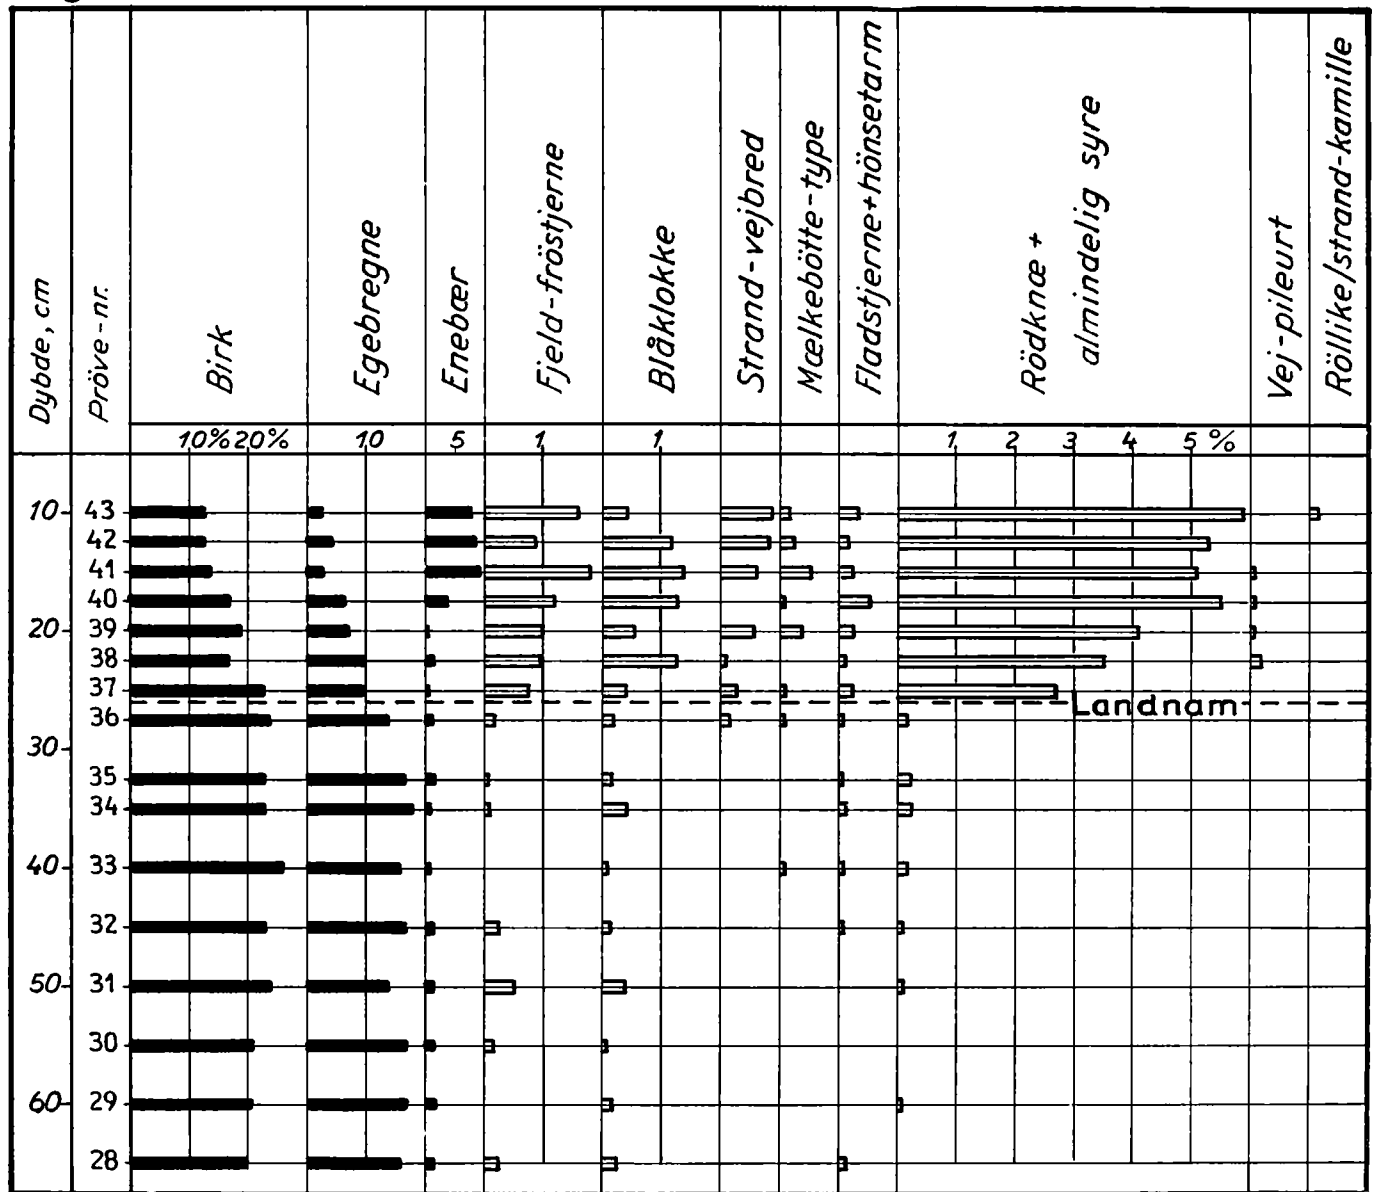 Dybde, cm
Pröve-nr.
Birk
Egebregne
Enebær
Fjeld-fröstjerne
Blåklokke
Strand-vejbred
Mælkebötte-type
Fladstjerne+hönsetarm
Rödknæ +
almindelig syre
Vej-pileurt
Röllike/strand-kamille
10% 20% 10 5 1 1 1 2 3 4 5 %
10 43
42
41
40
20 39
38
37
Landnam
36
30
35
34
40 33
32
50 31
30
60 29
28